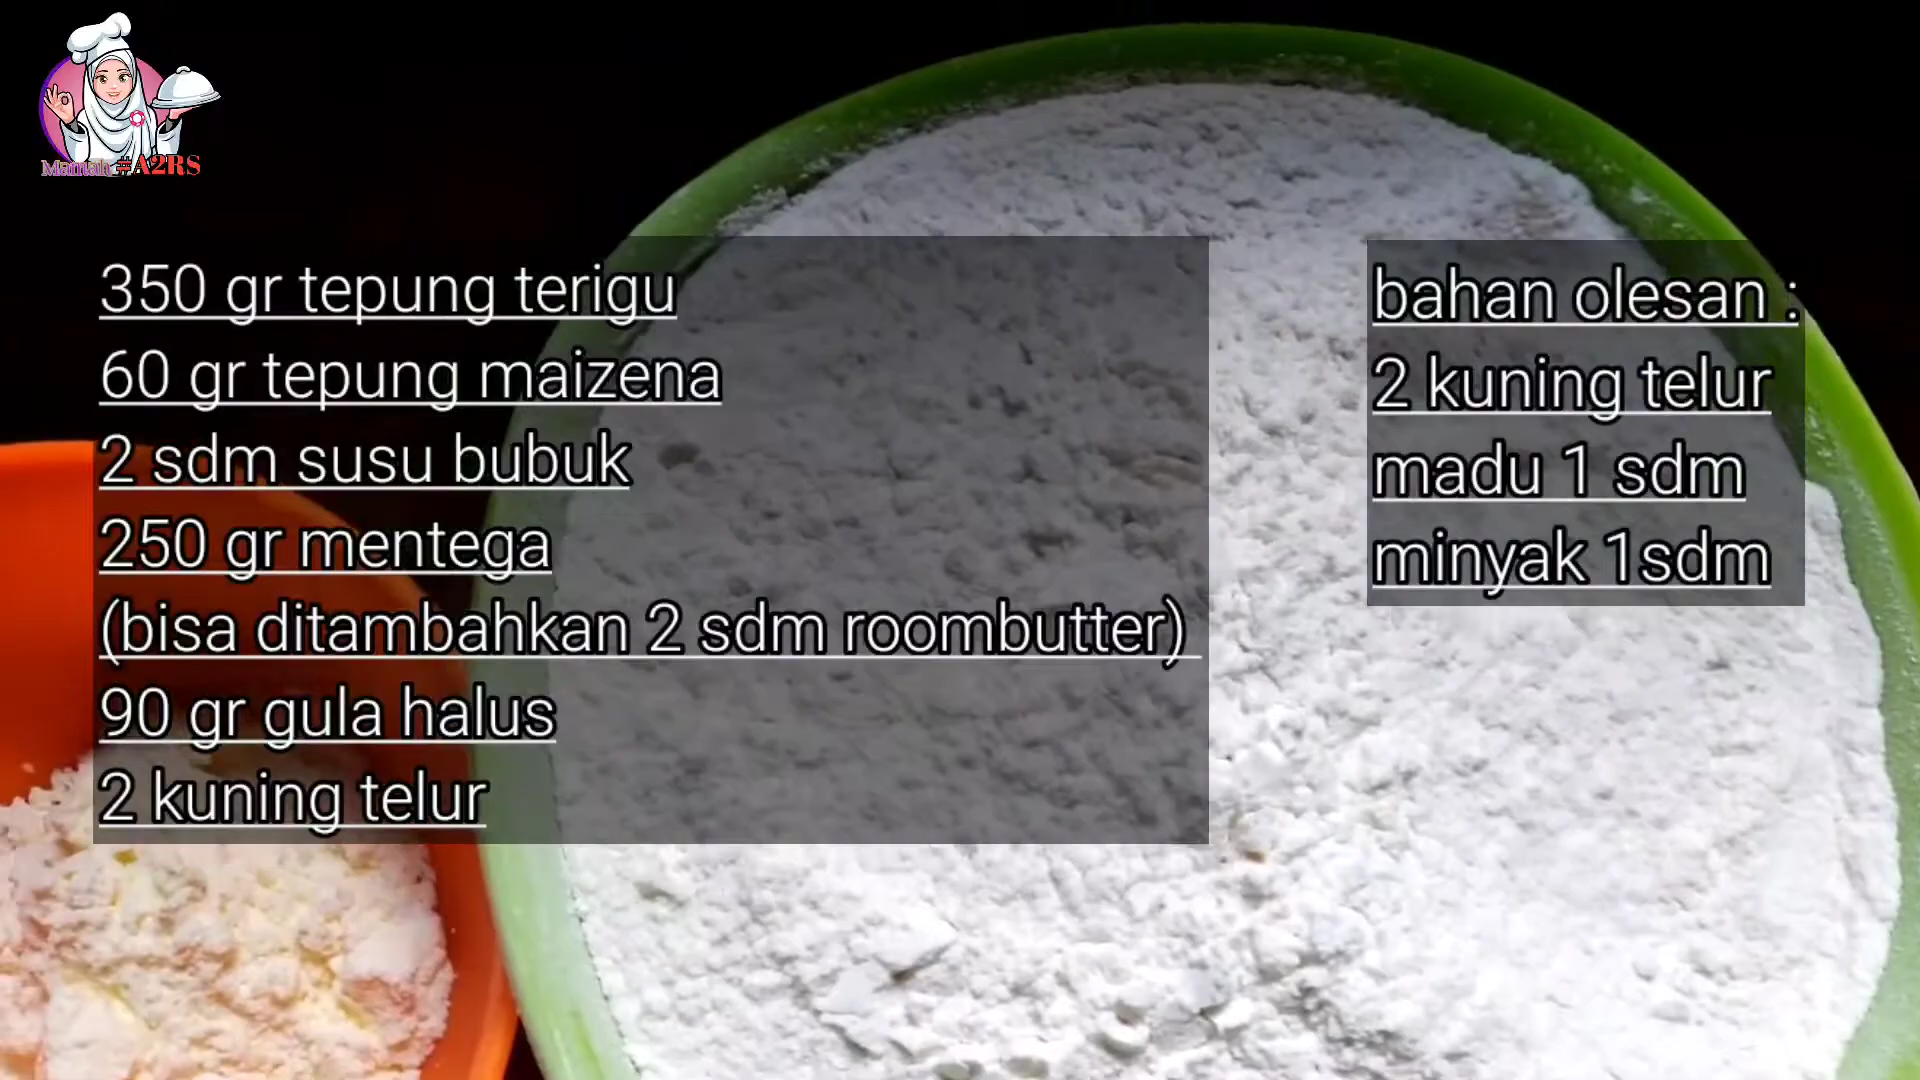 Mamah #A2RS
350 gr tepung terigu
60 gr tepung maizena
2 sdm susu bubuk
250 gr mentega
(bisa ditambahkan 2 sdm roombutter)
90 gr gula halus
2 kuning telur
bahan olesan :
2 kuning telur
madu 1 sdm
minyak 1sdm